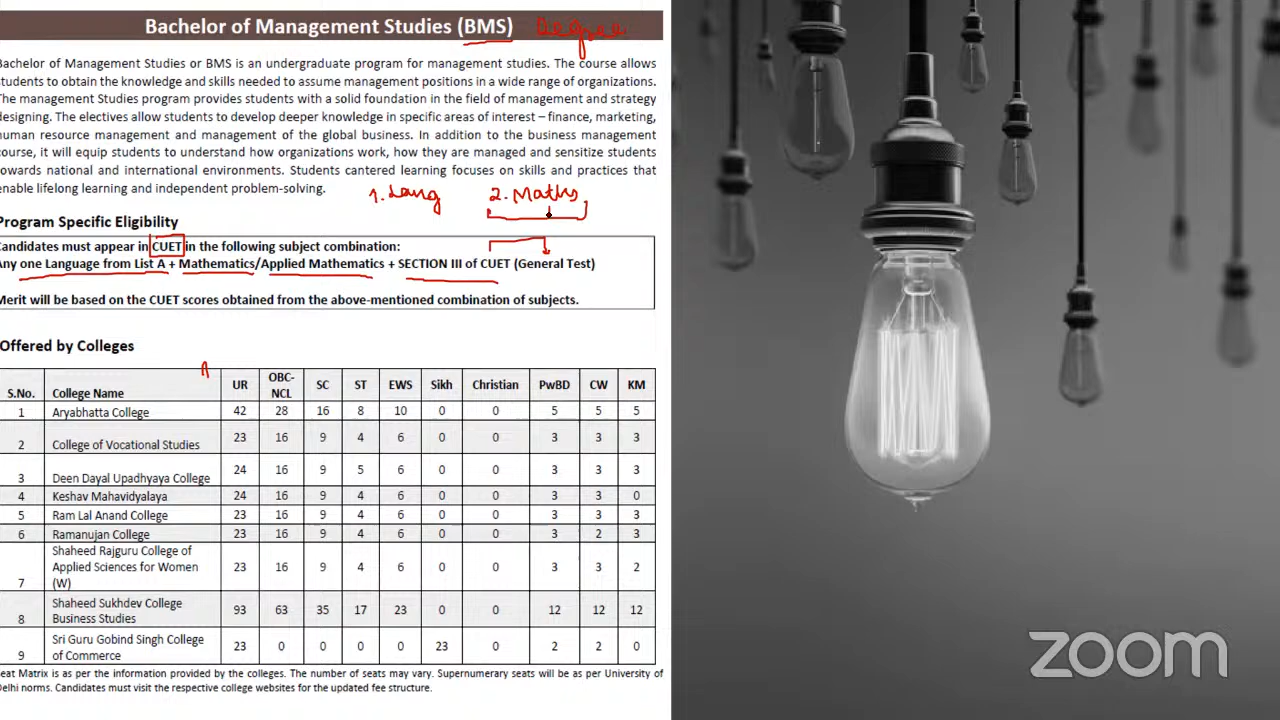 Bachelor of Management Studies (BMS) Degree
Bachelor of Management Studies or BMS is an undergraduate program for management studies. The course allows
students to obtain the knowledge and skills needed to assume management positions in a wide range of organizations.
The management Studies program provides students with a solid foundation in the field of management and strategy
designing. The electives allow students to develop deeper knowledge in specific areas of interest – finance, marketing,
human resource management and management of the global business. In addition to the business management
course, it will equip students to understand how organizations work, how they are managed and sensitize students
towards national and international environments. Students cantered learning focuses on skills and practices that
enable lifelong learning and independent problem-solving.
1. Lang 2. Maths
Program Specific Eligibility
Candidates must appear in CUET in the following subject combination:
Any one Language from List A + Mathematics/Applied Mathematics + SECTION III of CUET (General Test)
Merit will be based on the CUET scores obtained from the above-mentioned combination of subjects.
Offered by Colleges
S.No. College Name UR OBC-NCL SC ST EWS Sikh Christian PwBD CW KM
1 Aryabhatta College 42 28 16 8 10 0 0 5 5 5
2 College of Vocational Studies 23 16 9 4 6 0 0 3 3 3
3 Deen Dayal Upadhyaya College 24 16 9 5 6 0 0 3 3 3
4 Keshav Mahavidyalaya 24 16 9 4 6 0 0 3 3 0
5 Ram Lal Anand College 23 16 9 4 6 0 0 3 3 3
6 Ramanujan College 23 16 9 4 6 0 0 3 2 3
Shaheed Rajguru College of
Applied Sciences for Women
(W)
7 23 16 9 4 6 0 0 3 3 2
Shaheed Sukhdev College
Business Studies
8 93 63 35 17 23 0 0 12 12 12
Sri Guru Gobind Singh College
of Commerce
9 23 0 0 0 0 23 0 2 2 0
Seat Matrix is as per the information provided by the colleges. The number of seats may vary. Supernumerary seats will be as per University of
Delhi norms. Candidates must visit the respective college websites for the updated fee structure.
zoom